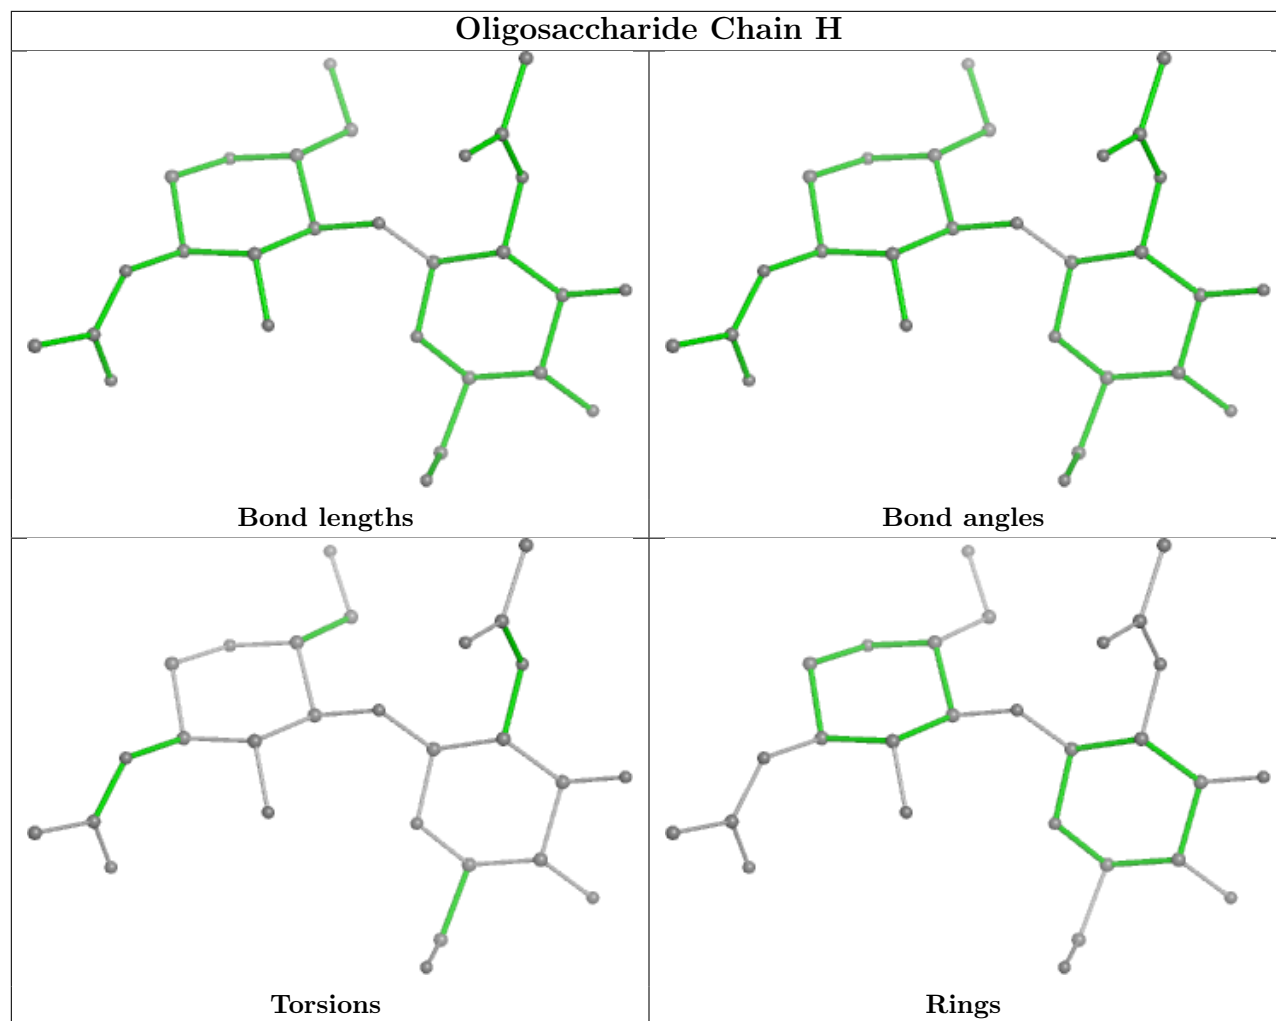 Oligosaccharide Chain H
Bond lengths
Bond angles
Torsions
Rings